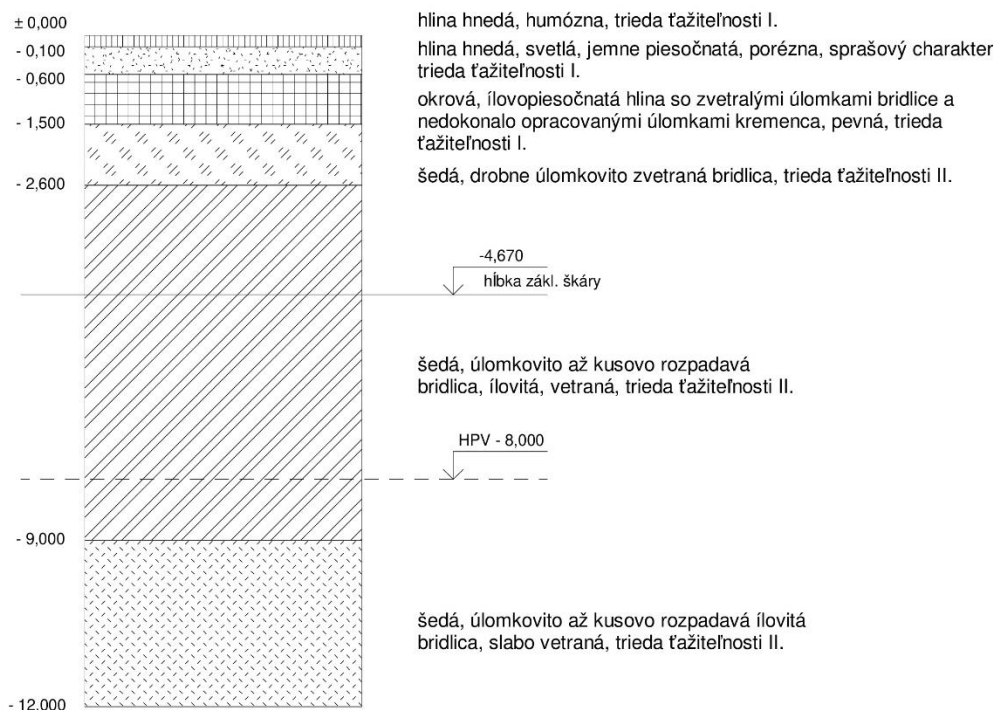 ± 0,000
hlina hnedá, humózna, trieda ťažiteľnosti I.
- 0,100
hlina hnedá, svetlá, jemne piesočnatá, porézna, sprašový charakter
trieda ťažiteľnosti I.
- 0,600
okrová, ílovopiesočnatá hlina so zvetralými úlomkami bridlice a
nedokonalo opracovanými úlomkami kremenca, pevná, trieda
ťažiteľnosti I.
- 1,500
šedá, drobne úlomkovito zvetraná bridlica, trieda ťažiteľnosti II.
- 2,600
-4,670
hĺbka zákl. škáry
šedá, úlomkovito až kusovo rozpadavá
bridlica, ílovitá, vetraná, trieda ťažiteľnosti II.
HPV - 8,000
- 9,000
šedá, úlomkovito až kusovo rozpadavá ílovitá
bridlica, slabo vetraná, trieda ťažiteľnosti II.
- 12,000